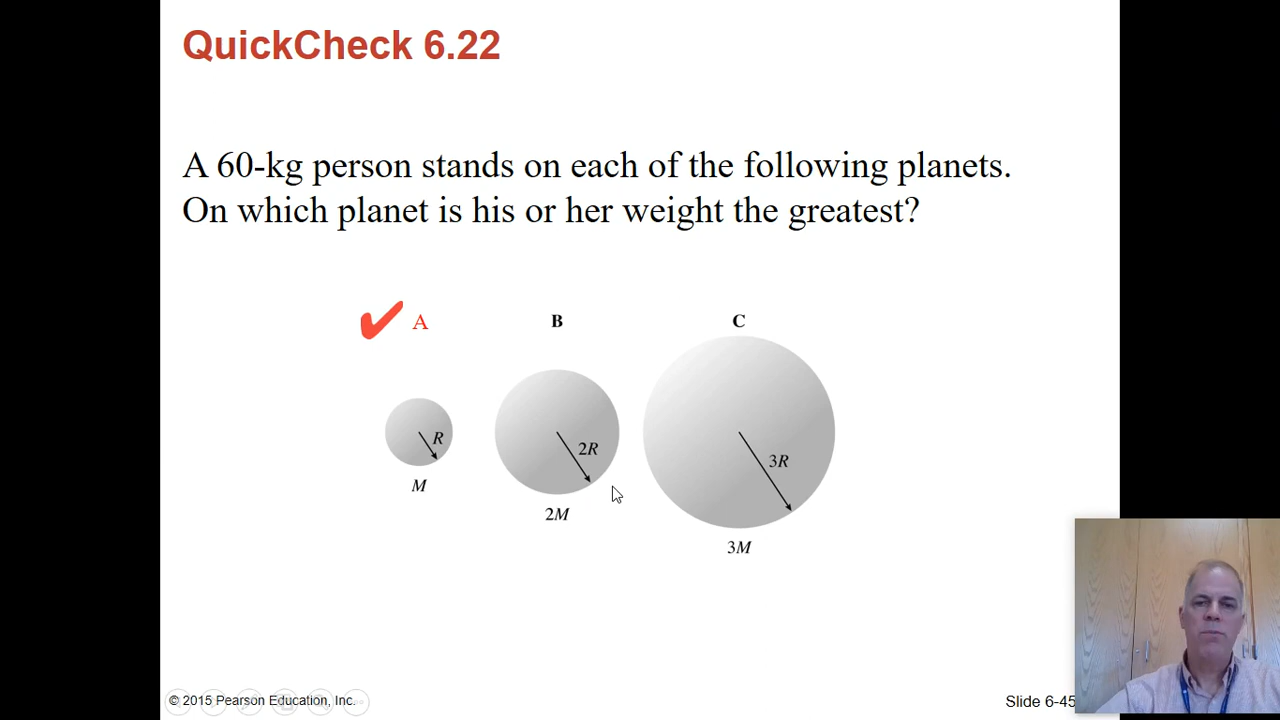 QuickCheck 6.22
A 60-kg person stands on each of the following planets.
On which planet is his or her weight the greatest?
A
B
C
R
2R
3R
M
2M
3M
© 2015 Pearson Education, Inc.
Slide 6-45